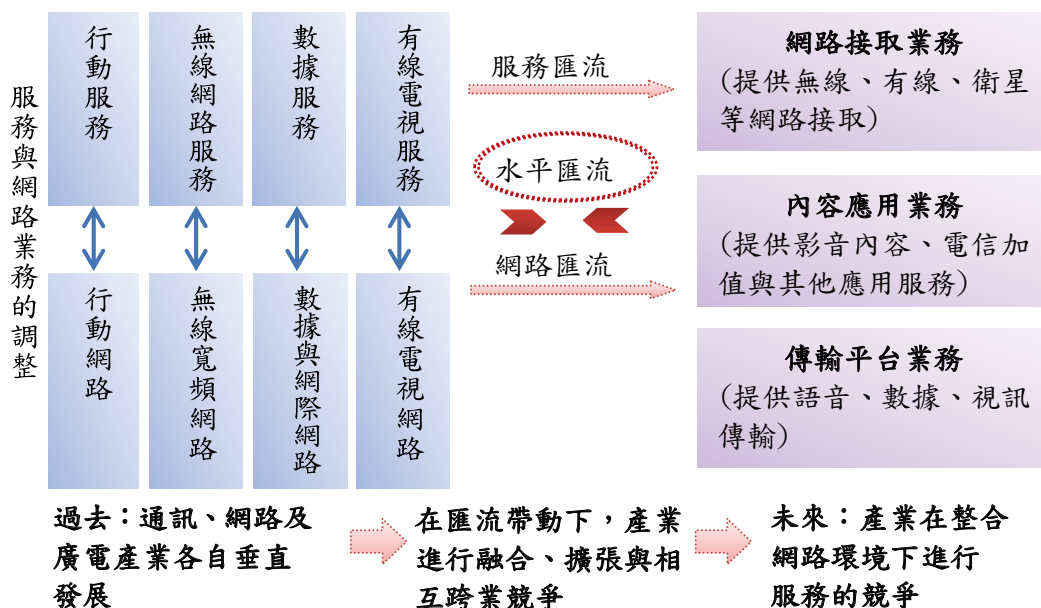 服務與網路業務的調整
行動服務
無線網路服務
數據服務
有線電視服務
行動網路
無線寬頻網路
數據與網際網路
有線電視網路
服務匯流
水平匯流
網路匯流
網路接取業務
(提供無線、有線、衛星
等網路接取)
內容應用業務
(提供影音內容、電信加
值與其他應用服務)
傳輸平台業務
(提供語音、數據、視訊
傳輸)
過去：通訊、網路及
廣電產業各自垂直
發展
在匯流帶動下，產業
進行融合、擴張與相
互跨業競爭
未來：產業在整合
網路環境下進行
服務的競爭